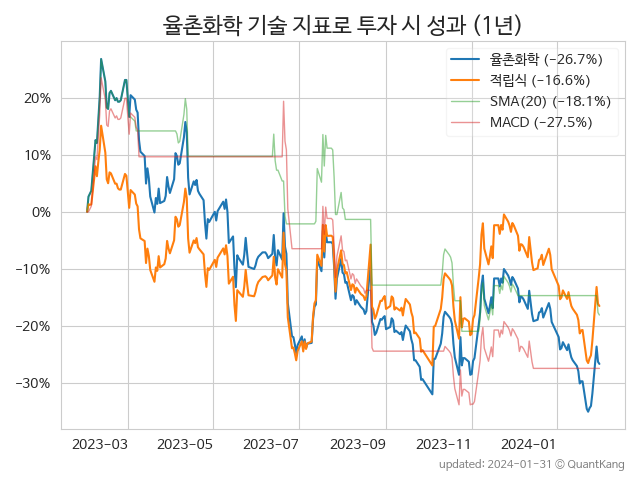 율촌화학 기술 지표로 투자 시 성과 (1년)
율촌화학 (−26.7%)
적립식 (−16.6%)
SMA(20) (−18.1%)
MACD (−27.5%)
20%
10%
0%
−10%
−20%
−30%
2023-03 2023-05 2023-07 2023-09 2023-11 2024-01
updated: 2024-01-31 © QuantKang